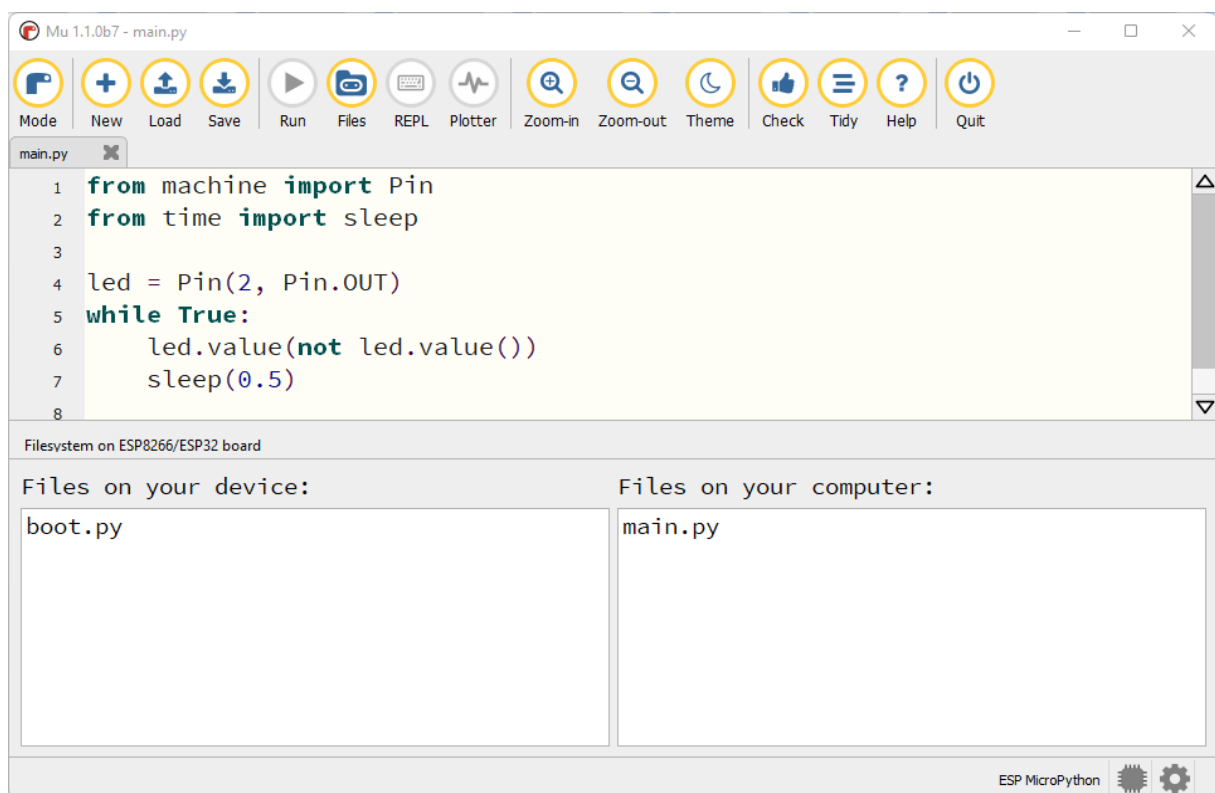 Mu 1.1.0b7 - main.py
Mode New Load Save Run Files REPL Plotter Zoom-in Zoom-out Theme Check Tidy Help Quit
main.py
1 from machine import Pin
2 from time import sleep
3
4 led = Pin(2, Pin.OUT)
5 while True:
6     led.value(not led.value())
7     sleep(0.5)
8
Filesystem on ESP8266/ESP32 board
Files on your device: Files on your computer:
boot.py main.py
ESP MicroPython